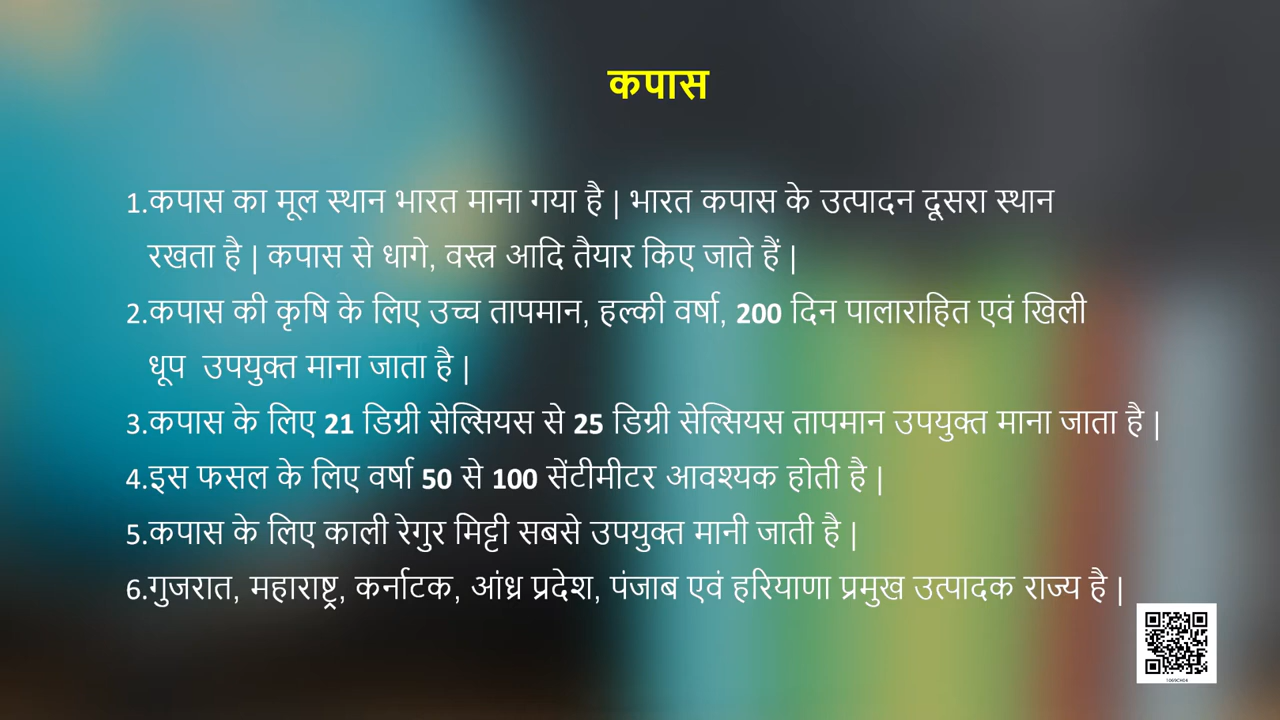 कपास
1.कपास का मूल स्थान भारत माना गया है | भारत कपास के उत्पादन दूसरा स्थान
रखता है | कपास से धागे, वस्त्र आदि तैयार किए जाते हैं |
2.कपास की कृषि के लिए उच्च तापमान, हल्की वर्षा, 200 दिन पालाराहित एवं खिली
धूप  उपयुक्त माना जाता है |
3.कपास के लिए 21 डिग्री सेल्सियस से 25 डिग्री सेल्सियस तापमान उपयुक्त माना जाता है |
4.इस फसल के लिए वर्षा 50 से 100 सेंटीमीटर आवश्यक होती है |
5.कपास के लिए काली रेगुर मिट्टी सबसे उपयुक्त मानी जाती है |
6.गुजरात, महाराष्ट्र, कर्नाटक, आंध्र प्रदेश, पंजाब एवं हरियाणा प्रमुख उत्पादक राज्य है |
1069CH04